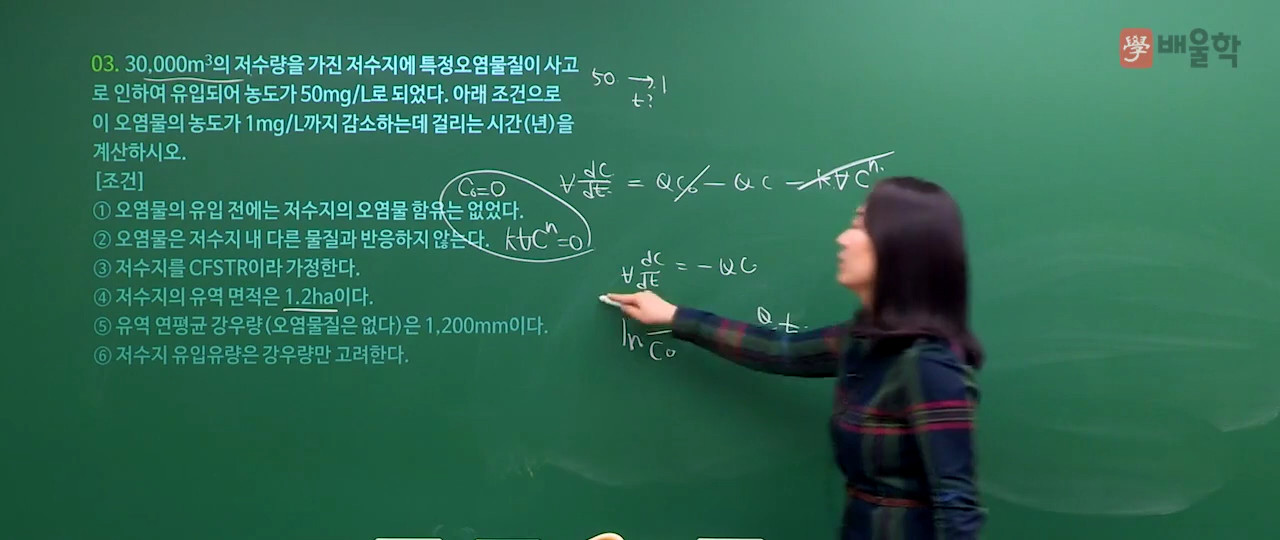 學 배울학
03. 30,000m³의 저수량을 가진 저수지에 특정오염물질이 사고
로 인하여 유입되어 농도가 50mg/L로 되었다. 아래 조건으로
이 오염물의 농도가 1mg/L까지 감소하는데 걸리는 시간(년)을
계산하시오.
[조건]
① 오염물의 유입 전에는 저수지의 오염물 함유는 없었다.
② 오염물은 저수지 내 다른 물질과 반응하지 않는다.
③ 저수지를 CFSTR이라 가정한다.
④ 저수지의 유역 면적은 1.2ha이다.
⑤ 유역 연평균 강우량(오염물질은 없다)은 1,200mm이다.
⑥ 저수지 유입유량은 강우량만 고려한다.
50 → 1
t?
C₀=0
k∀Cⁿ=0
∀ dC/dt = QC₀ - QC - k∀Cⁿ
∀ dC/dt = -QC
ln C₀ Q t